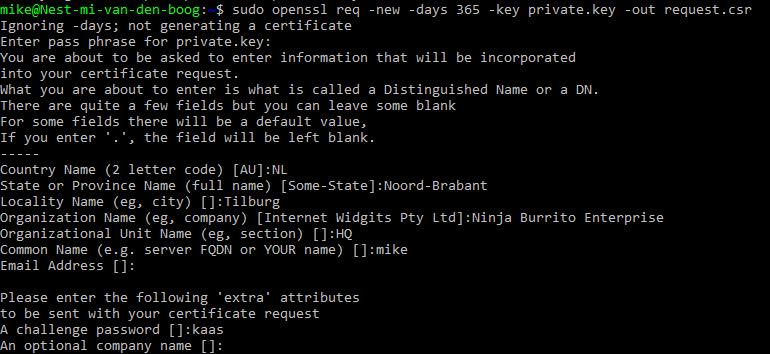 mike@Nest-mi-van-den-boog:~$ sudo openssl req -new -days 365 -key private.key -out request.csr
Ignoring -days; not generating a certificate
Enter pass phrase for private.key:
You are about to be asked to enter information that will be incorporated
into your certificate request.
What you are about to enter is what is called a Distinguished Name or a DN.
There are quite a few fields but you can leave some blank
For some fields there will be a default value,
If you enter '.', the field will be left blank.
-----
Country Name (2 letter code) [AU]:NL
State or Province Name (full name) [Some-State]:Noord-Brabant
Locality Name (eg, city) []:Tilburg
Organization Name (eg, company) [Internet Widgits Pty Ltd]:Ninja Burrito Enterprise
Organizational Unit Name (eg, section) []:HQ
Common Name (e.g. server FQDN or YOUR name) []:mike
Email Address []:
Please enter the following 'extra' attributes
to be sent with your certificate request
A challenge password []:kaas
An optional company name []: